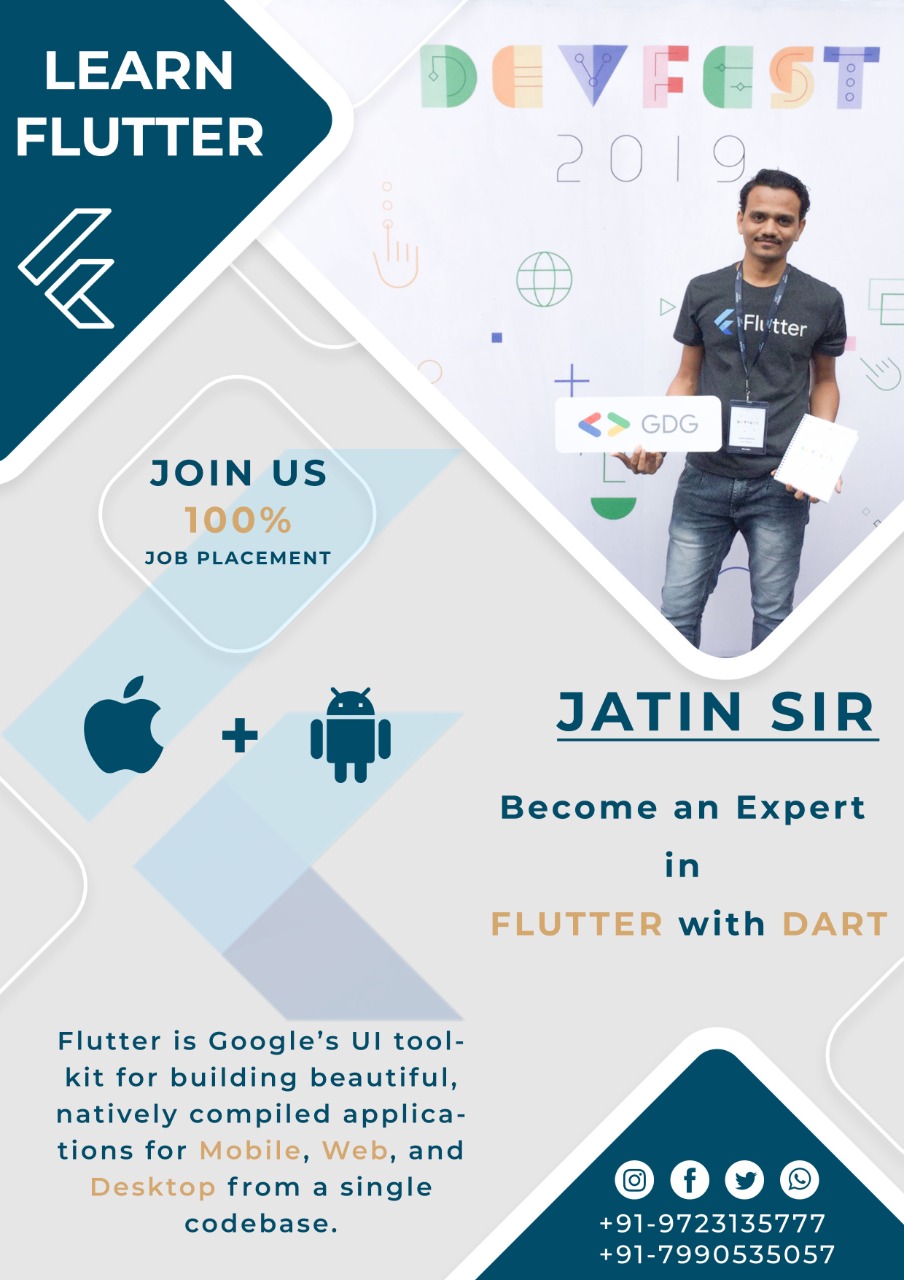 LEARN
FLUTTER
DEVFEST
2019
Flutter
GDG
JOIN US
100%
JOB PLACEMENT
JATIN SIR
Become an Expert
in
FLUTTER with DART
Flutter is Google’s UI tool-
kit for building beautiful,
natively compiled applica-
tions for Mobile, Web, and
Desktop from a single
codebase.
+91-9723135777
+91-7990535057